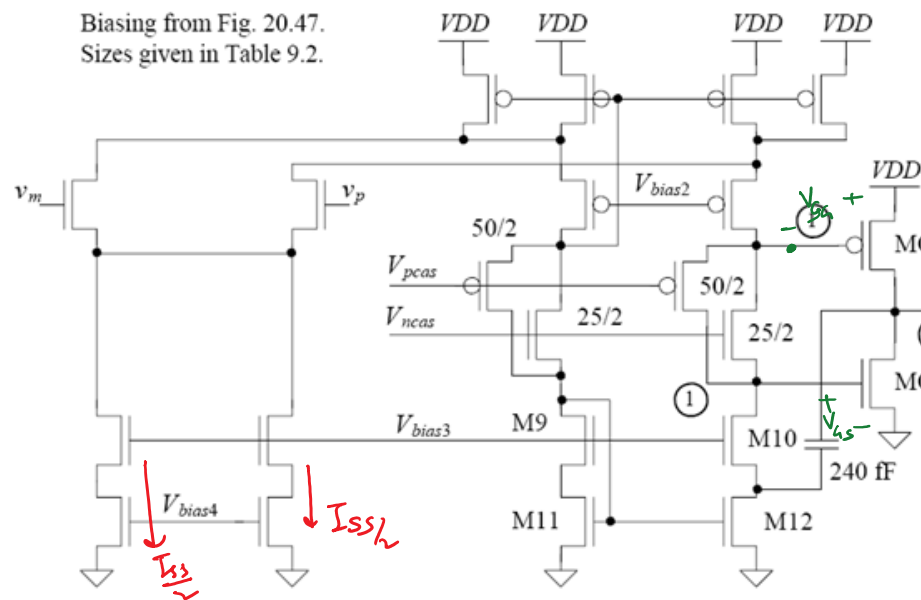 Biasing from Fig. 20.47.
Sizes given in Table 9.2.
VDD
VDD
VDD
VDD
VDD
v_m
v_p
V_bias2
50/2
V_pcas
50/2
V_ncas
25/2
25/2
1
V_bias3
M9
M10
240 fF
V_bias4
M11
M12
I_SS/2
I_SS/2
V_SG
+
-
+
V_GS -